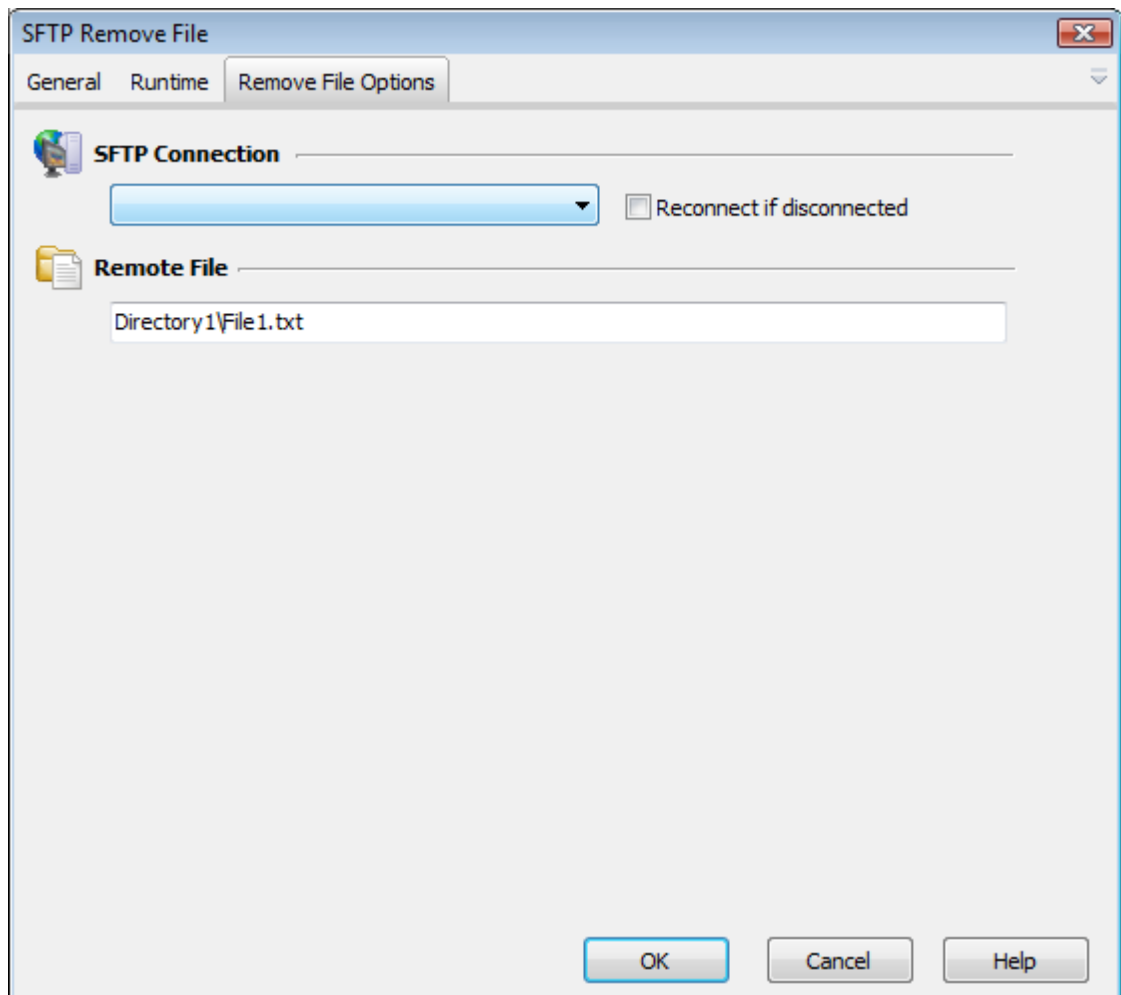 SFTP Remove File
General Runtime Remove File Options
SFTP Connection
Reconnect if disconnected
Remote File
Directory1\File1.txt
OK Cancel Help